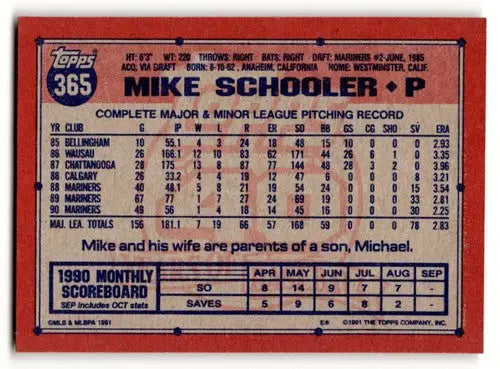 Topps
365
HT: 6'3" WT: 220 THROWS: RIGHT BATS: RIGHT DRAFT: MARINERS #2-JUNE, 1985
ACQ: VIA DRAFT BORN: 8-10-62, ANAHEIM, CALIFORNIA HOME: WESTMINSTER, CALIF.
MIKE SCHOOLER ♦ P
COMPLETE MAJOR & MINOR LEAGUE PITCHING RECORD
YR CLUB G IP W L R ER SO BB GS CG SHO SV ERA
85 BELLINGHAM 10 55.1 4 3 24 18 48 15 10 0 0 0 2.93
86 WAUSAU 26 166.1 12 10 83 62 171 44 26 6 1 0 3.35
87 CHATTANOOGA 28 175 13 8 87 77 144 48 28 3 2 0 3.96
88 CALGARY 26 33.2 4 4 19 12 47 6 0 0 0 8 3.21
88 MARINERS 40 48.1 5 8 21 19 54 24 0 0 0 15 3.54
89 MARINERS 67 77 1 7 27 24 69 19 0 0 0 33 2.81
90 MARINERS 49 56 1 4 18 14 45 16 0 0 0 30 2.25
MAJ. LEA. TOTALS 156 181.1 7 19 66 57 168 59 0 0 0 78 2.83
Mike and his wife are parents of a son, Michael.
1990 MONTHLY
SCOREBOARD
SEP includes OCT stats
APR MAY JUN JUL AUG SEP
SO 8 14 9 7 7 -
SAVES 5 9 6 8 2 -
©MLB & MLBPA 1991 E* ©1991 THE TOPPS COMPANY, INC.